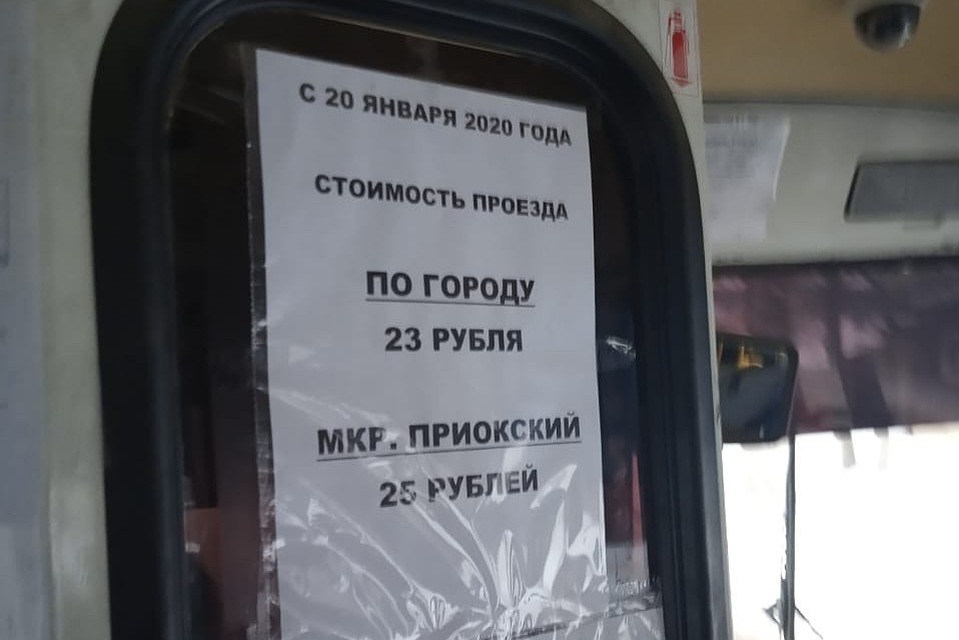 С 20 ЯНВАРЯ 2020 ГОДА
СТОИМОСТЬ ПРОЕЗДА
ПО ГОРОДУ
23 РУБЛЯ
МКР. ПРИОКСКИЙ
25 РУБЛЕЙ